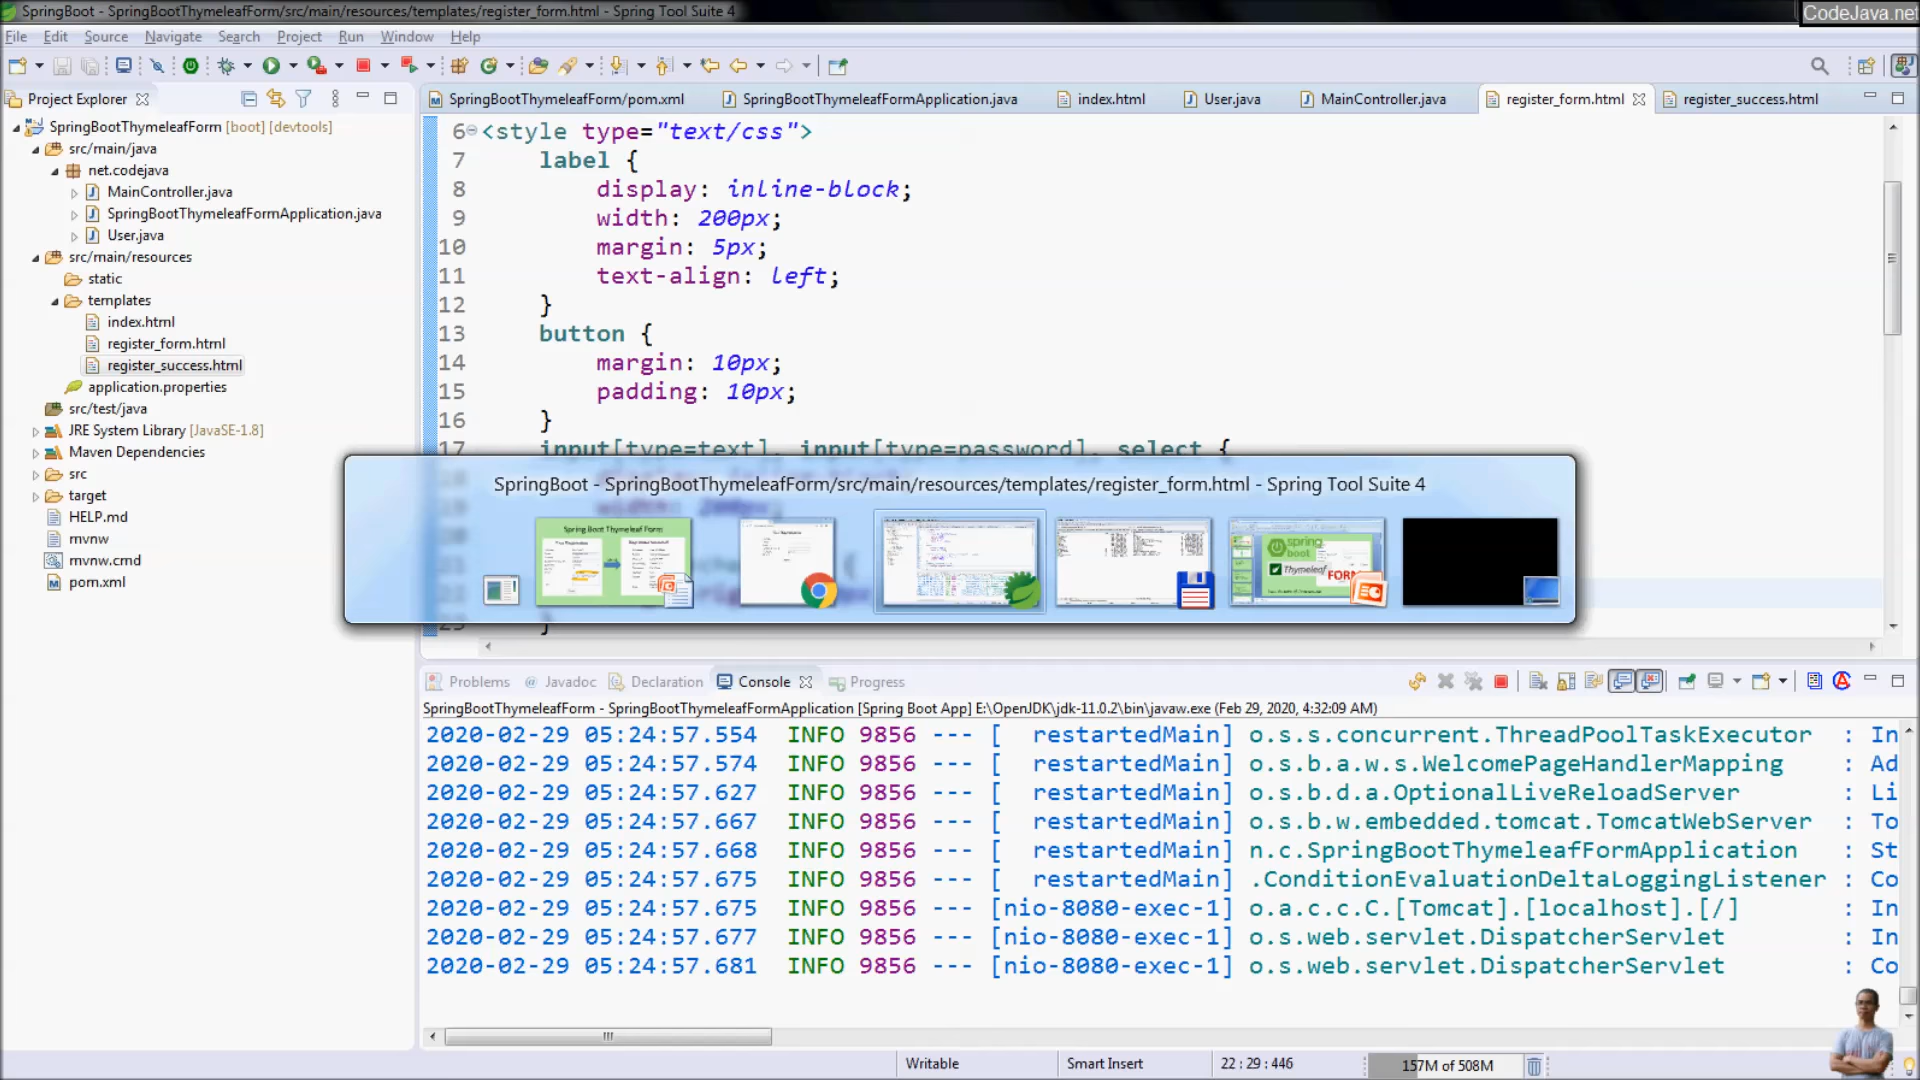 SpringBoot - SpringBootThymeleafForm/src/main/resources/templates/register_form.html - Spring Tool Suite 4
CodeJava.net
File Edit Source Navigate Search Project Run Window Help
Project Explorer
SpringBootThymeleafForm/pom.xml SpringBootThymeleafFormApplication.java index.html User.java MainController.java register_form.html register_success.html
SpringBootThymeleafForm [boot] [devtools]
src/main/java
net.codejava
MainController.java
SpringBootThymeleafFormApplication.java
User.java
src/main/resources
static
templates
index.html
register_form.html
register_success.html
application.properties
src/test/java
JRE System Library [JavaSE-1.8]
Maven Dependencies
src
target
HELP.md
mvnw
mvnw.cmd
pom.xml
6 <style type="text/css">
7 label {
8 display: inline-block;
9 width: 200px;
10 margin: 5px;
11 text-align: left;
12 }
13 button {
14 margin: 10px;
15 padding: 10px;
16 }
17 input[type=text], input[type=password], select {
SpringBoot - SpringBootThymeleafForm/src/main/resources/templates/register_form.html - Spring Tool Suite 4
Spring Boot Thymeleaf Form
spring
boot
Thymeleaf
FORM
}
Problems Javadoc Declaration Console Progress
SpringBootThymeleafForm - SpringBootThymeleafFormApplication [Spring Boot App] E:\OpenJDK\jdk-11.0.2\bin\javaw.exe (Feb 29, 2020, 4:32:09 AM)
2020-02-29 05:24:57.554 INFO 9856 --- [ restartedMain] o.s.s.concurrent.ThreadPoolTaskExecutor : In
2020-02-29 05:24:57.574 INFO 9856 --- [ restartedMain] o.s.b.a.w.s.WelcomePageHandlerMapping : Ad
2020-02-29 05:24:57.627 INFO 9856 --- [ restartedMain] o.s.b.d.a.OptionalLiveReloadServer : Li
2020-02-29 05:24:57.667 INFO 9856 --- [ restartedMain] o.s.b.w.embedded.tomcat.TomcatWebServer : To
2020-02-29 05:24:57.668 INFO 9856 --- [ restartedMain] n.c.SpringBootThymeleafFormApplication : St
2020-02-29 05:24:57.675 INFO 9856 --- [ restartedMain] .ConditionEvaluationDeltaLoggingListener : Co
2020-02-29 05:24:57.675 INFO 9856 --- [nio-8080-exec-1] o.a.c.c.C.[Tomcat].[localhost].[/] : In
2020-02-29 05:24:57.677 INFO 9856 --- [nio-8080-exec-1] o.s.web.servlet.DispatcherServlet : In
2020-02-29 05:24:57.681 INFO 9856 --- [nio-8080-exec-1] o.s.web.servlet.DispatcherServlet : Co
Writable Smart Insert 22 : 29 : 446 157M of 508M